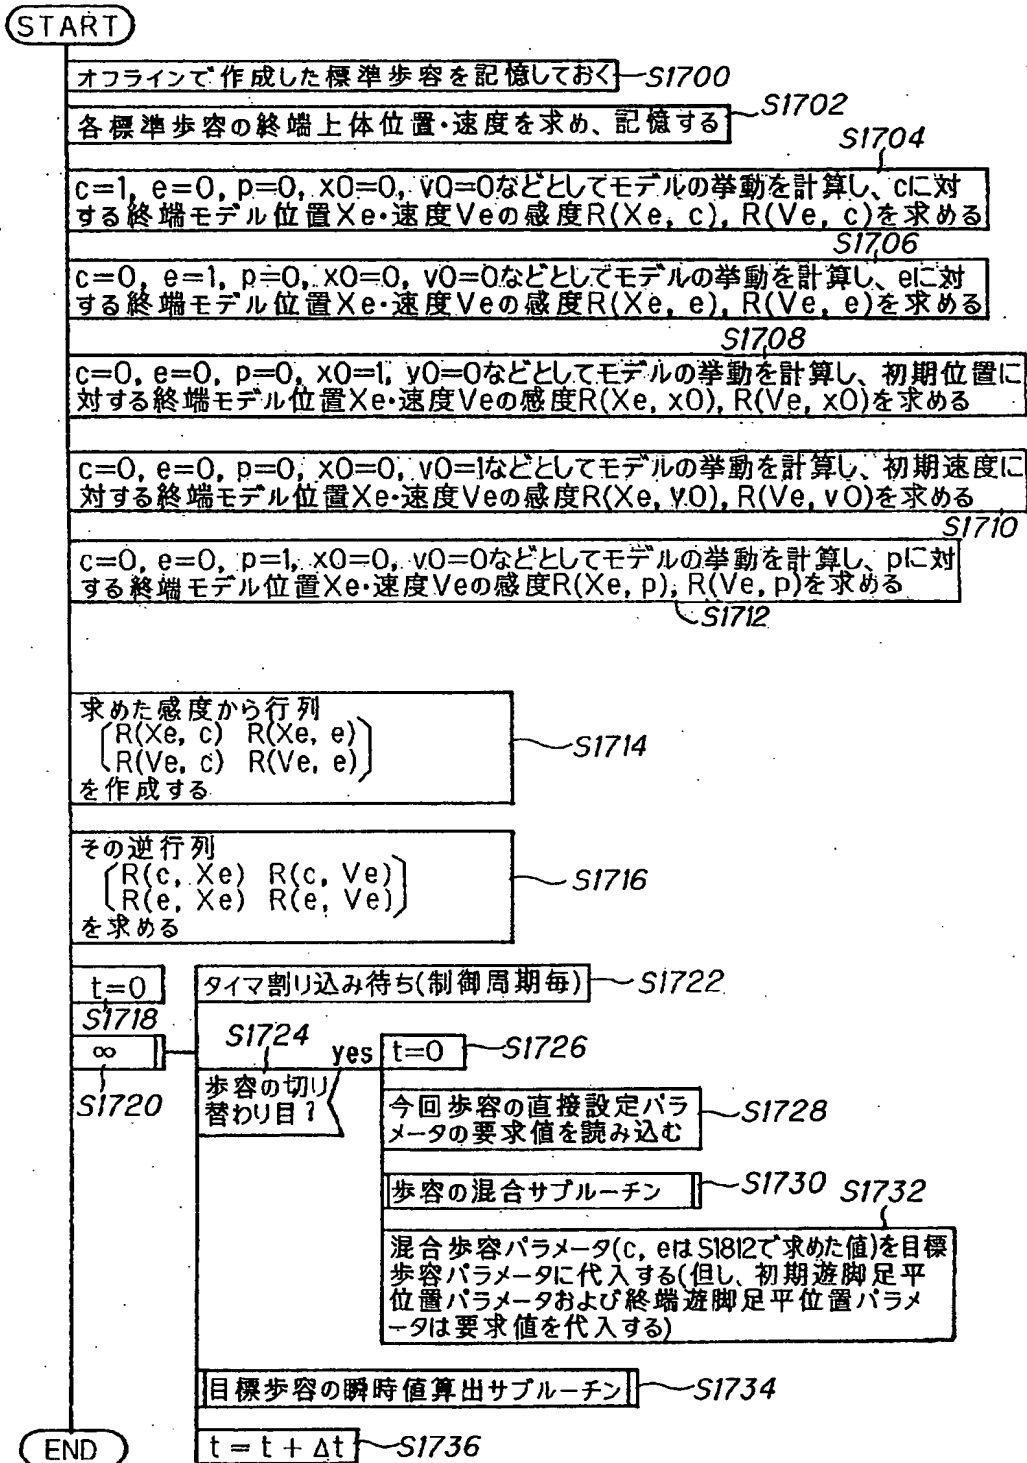 START
オフラインで作成した標準歩容を記憶しておく
S1700
S1702
各標準歩容の終端上体位置・速度を求め、記憶する
S1704
c=1, e=0, p=0, x0=0, v0=0などとしてモデルの挙動を計算し、cに対
する終端モデル位置Xe・速度Veの感度R(Xe, c), R(Ve, c)を求める
S1706
c=0, e=1, p=0, x0=0, v0=0などとしてモデルの挙動を計算し、eに対
する終端モデル位置Xe・速度Veの感度R(Xe, e), R(Ve, e)を求める
S1708
c=0, e=0, p=0, x0=1, v0=0などとしてモデルの挙動を計算し、初期位置に
対する終端モデル位置Xe・速度Veの感度R(Xe, x0), R(Ve, x0)を求める
c=0, e=0, p=0, x0=0, v0=1などとしてモデルの挙動を計算し、初期速度に
対する終端モデル位置Xe・速度Veの感度R(Xe, v0), R(Ve, v0)を求める
S1710
c=0, e=0, p=1, x0=0, v0=0などとしてモデルの挙動を計算し、pに対
する終端モデル位置Xe・速度Veの感度R(Xe, p), R(Ve, p)を求める
S1712
求めた感度から行列
R(Xe, c) R(Xe, e)
R(Ve, c) R(Ve, e)
を作成する
S1714
その逆行列
R(c, Xe) R(c, Ve)
R(e, Xe) R(e, Ve)
を求める
S1716
t=0
S1718
タイマ割り込み待ち(制御周期毎)
S1722
∞
S1720
S1724
歩容の切り
替わり目?
yes
t=0
S1726
今回歩容の直接設定パラ
メータの要求値を読み込む
S1728
歩容の混合サブルーチン
S1730
S1732
混合歩容パラメータ(c, eはS1812で求めた値)を目標
歩容パラメータに代入する(但し、初期遊脚足平
位置パラメータおよび終端遊脚足平位置パラメ
ータは要求値を代入する)
目標歩容の瞬時値算出サブルーチン
S1734
END
t = t + Δt
S1736